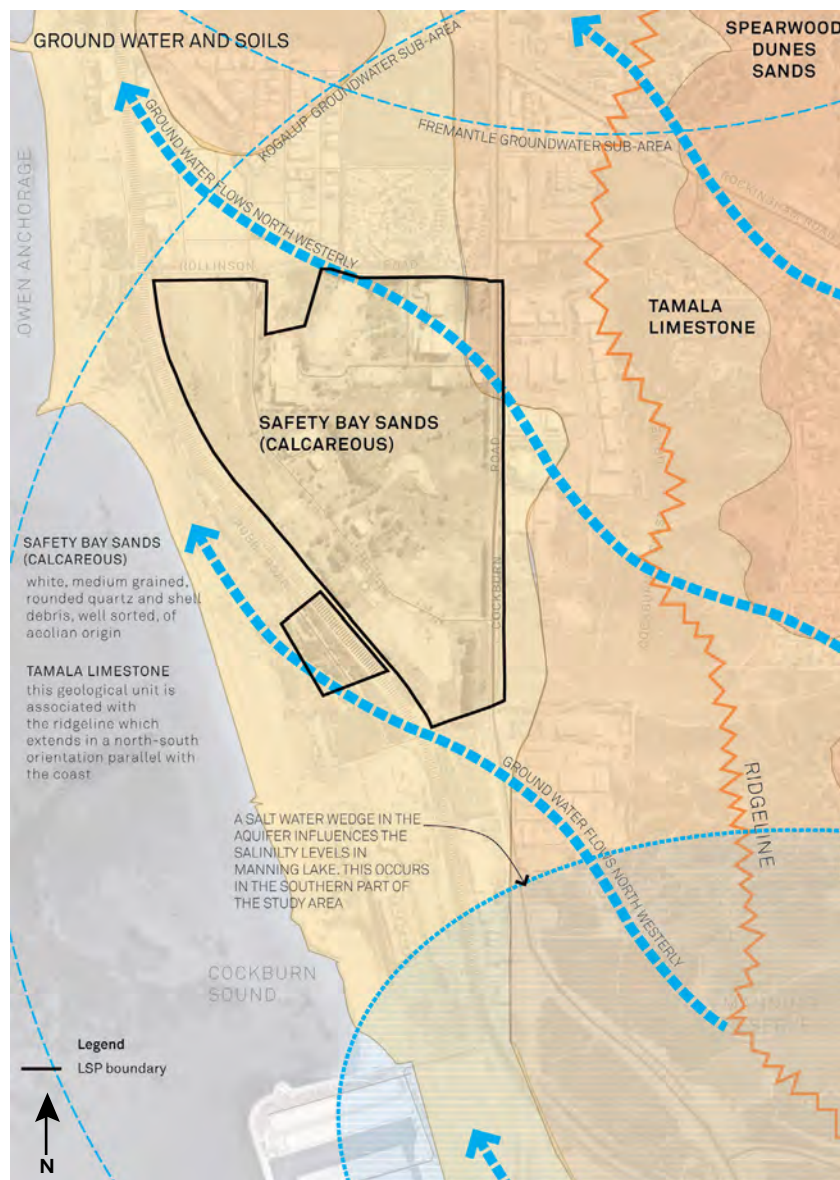 GROUND WATER AND SOILS
SPEARWOOD
DUNES
SANDS
KOGALUP GROUNDWATER SUB-AREA
FREMANTLE GROUNDWATER SUB-AREA
GROUND WATER FLOWS NORTH WESTERLY
OWEN ANCHORAGE
ROCKINGHAM ROAD
ROLLINSON ROAD
TAMALA
LIMESTONE
SAFETY BAY SANDS
(CALCAREOUS)
COCKBURN ROAD
SAFETY BAY SANDS
(CALCAREOUS)
white, medium grained,
rounded quartz and shell
debris, well sorted, of
aeolian origin
TAMALA LIMESTONE
this geological unit is
associated with
the ridgeline which
extends in a north-south
orientation parallel with
the coast
GROUND WATER FLOWS NORTH WESTERLY
RIDGELINE
A SALT WATER WEDGE IN THE
AQUIFER INFLUENCES THE
SALINILTY LEVELS IN
MANNING LAKE. THIS OCCURS
IN THE SOUTHERN PART OF
THE STUDY AREA
COCKBURN
SOUND
MANNING
RESERVE
Legend
LSP boundary
N